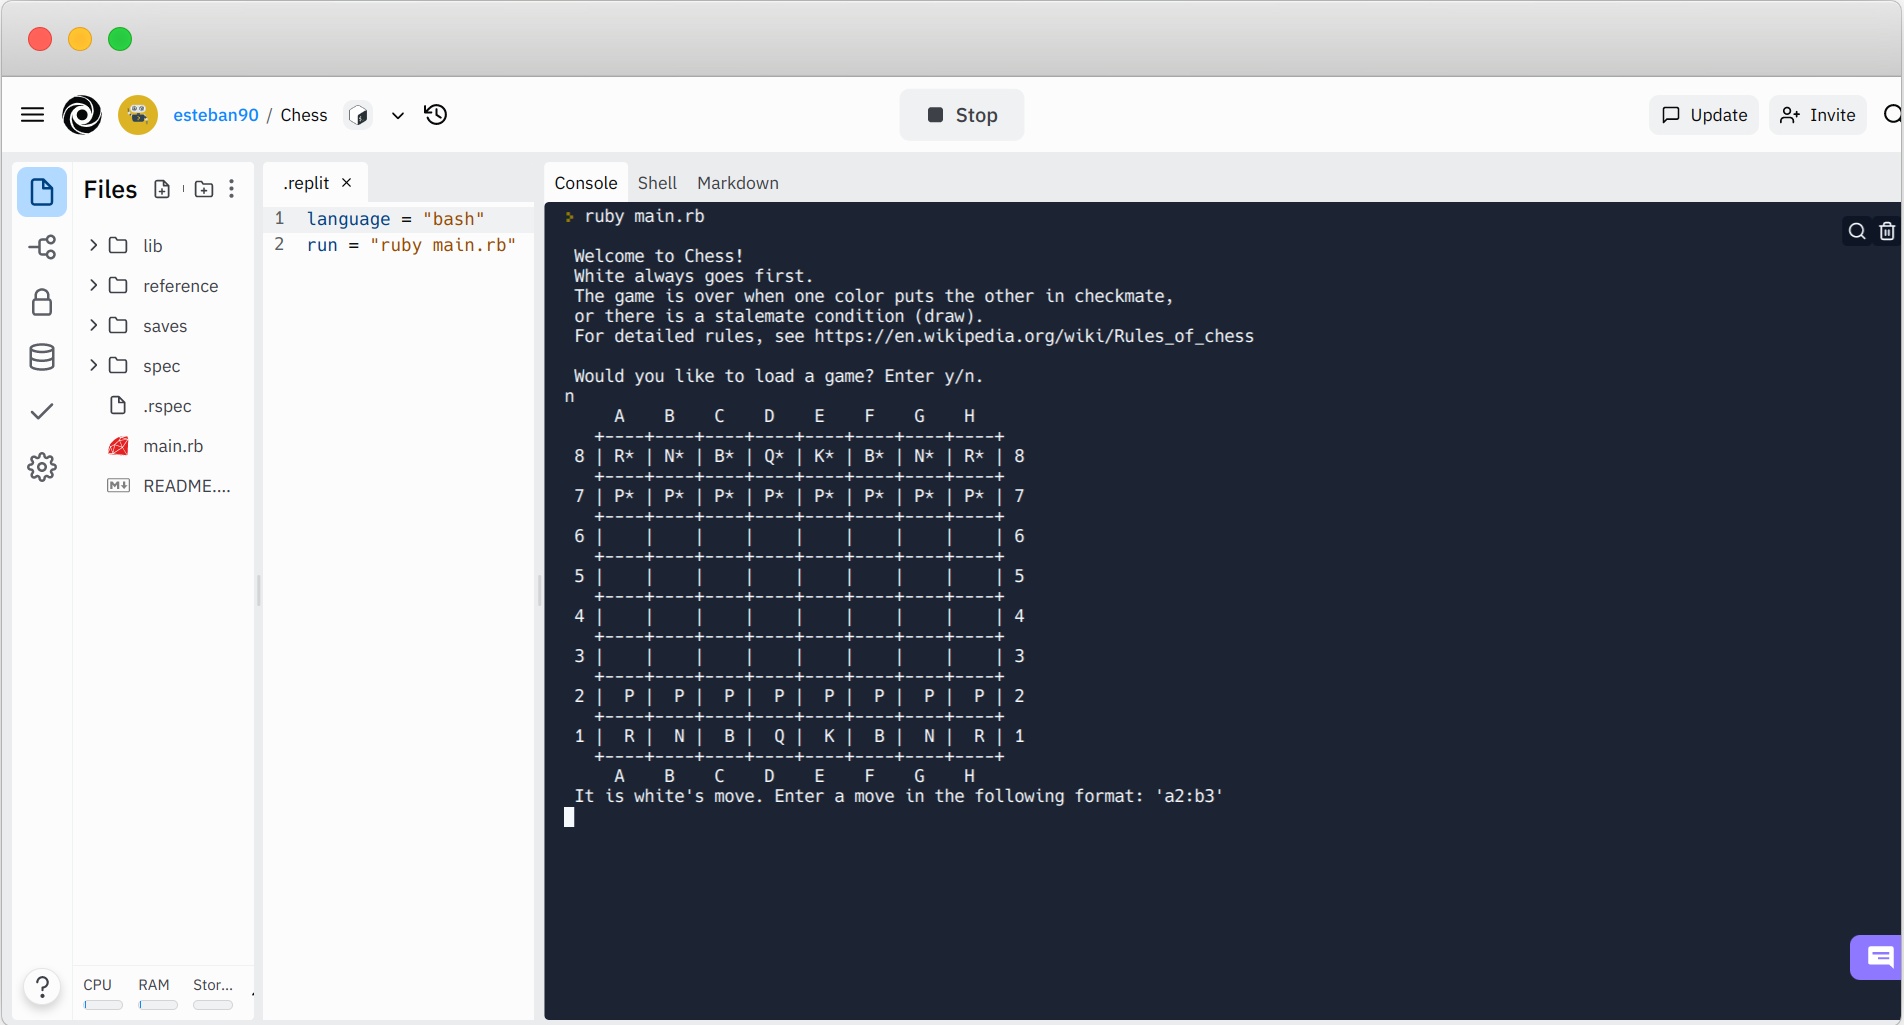 esteban90 / Chess
Stop
Update
Invite
Files
lib
reference
saves
spec
.rspec
main.rb
README....
CPU RAM Stor...
.replit ×
1 language = "bash"
2 run = "ruby main.rb"
Console Shell Markdown
ruby main.rb
Welcome to Chess!
White always goes first.
The game is over when one color puts the other in checkmate,
or there is a stalemate condition (draw).
For detailed rules, see https://en.wikipedia.org/wiki/Rules_of_chess
Would you like to load a game? Enter y/n.
n
     A    B    C    D    E    F    G    H
   +----+----+----+----+----+----+----+----+
 8 | R* | N* | B* | Q* | K* | B* | N* | R* | 8
   +----+----+----+----+----+----+----+----+
 7 | P* | P* | P* | P* | P* | P* | P* | P* | 7
   +----+----+----+----+----+----+----+----+
 6 |    |    |    |    |    |    |    |    | 6
   +----+----+----+----+----+----+----+----+
 5 |    |    |    |    |    |    |    |    | 5
   +----+----+----+----+----+----+----+----+
 4 |    |    |    |    |    |    |    |    | 4
   +----+----+----+----+----+----+----+----+
 3 |    |    |    |    |    |    |    |    | 3
   +----+----+----+----+----+----+----+----+
 2 |  P |  P |  P |  P |  P |  P |  P |  P | 2
   +----+----+----+----+----+----+----+----+
 1 |  R |  N |  B |  Q |  K |  B |  N |  R | 1
   +----+----+----+----+----+----+----+----+
     A    B    C    D    E    F    G    H
It is white's move. Enter a move in the following format: 'a2:b3'